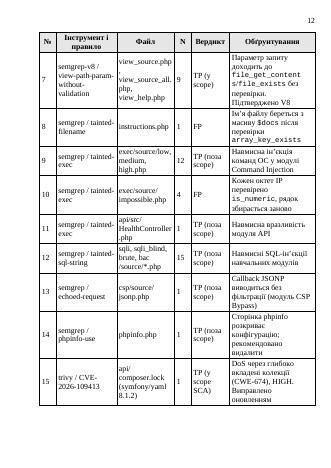 12
№ Інструмент і правило Файл N Вердикт Обґрунтування
7 semgrep-v8 / view-path-param-without-validation view_source.php, view_source_all.php, view_help.php 9 TP (у scope) Параметр запиту доходить до file_get_contents/file_exists без перевірки. Підтверджено V8
8 semgrep / tainted-filename instructions.php 1 FP Ім’я файлу береться з масиву $docs після перевірки array_key_exists
9 semgrep / tainted-exec exec/source/low, medium, high.php 12 TP (поза scope) Навмисна ін’єкція команд ОС у модулі Command Injection
10 semgrep / tainted-exec exec/source/impossible.php 4 FP Кожен октет IP перевірено is_numeric, рядок збирається заново
11 semgrep / tainted-exec api/src/HealthController.php 1 TP (поза scope) Навмисна вразливість модуля API
12 semgrep / tainted-sql-string sqli, sqli_blind, brute, bac /source/*.php 15 TP (поза scope) Навмисні SQL-ін’єкції навчальних модулів
13 semgrep / echoed-request csp/source/jsonp.php 1 TP (поза scope) Callback JSONP виводиться без фільтрації (модуль CSP Bypass)
14 semgrep / phpinfo-use phpinfo.php 1 TP (поза scope) Сторінка phpinfo розкриває конфігурацію; рекомендовано видалити
15 trivy / CVE-2026-109413 api/composer.lock (symfony/yaml 8.1.2) 1 TP (у scope SCA) DoS через глибоко вкладені колекції (CWE-674), HIGH. Виправлено оновленням